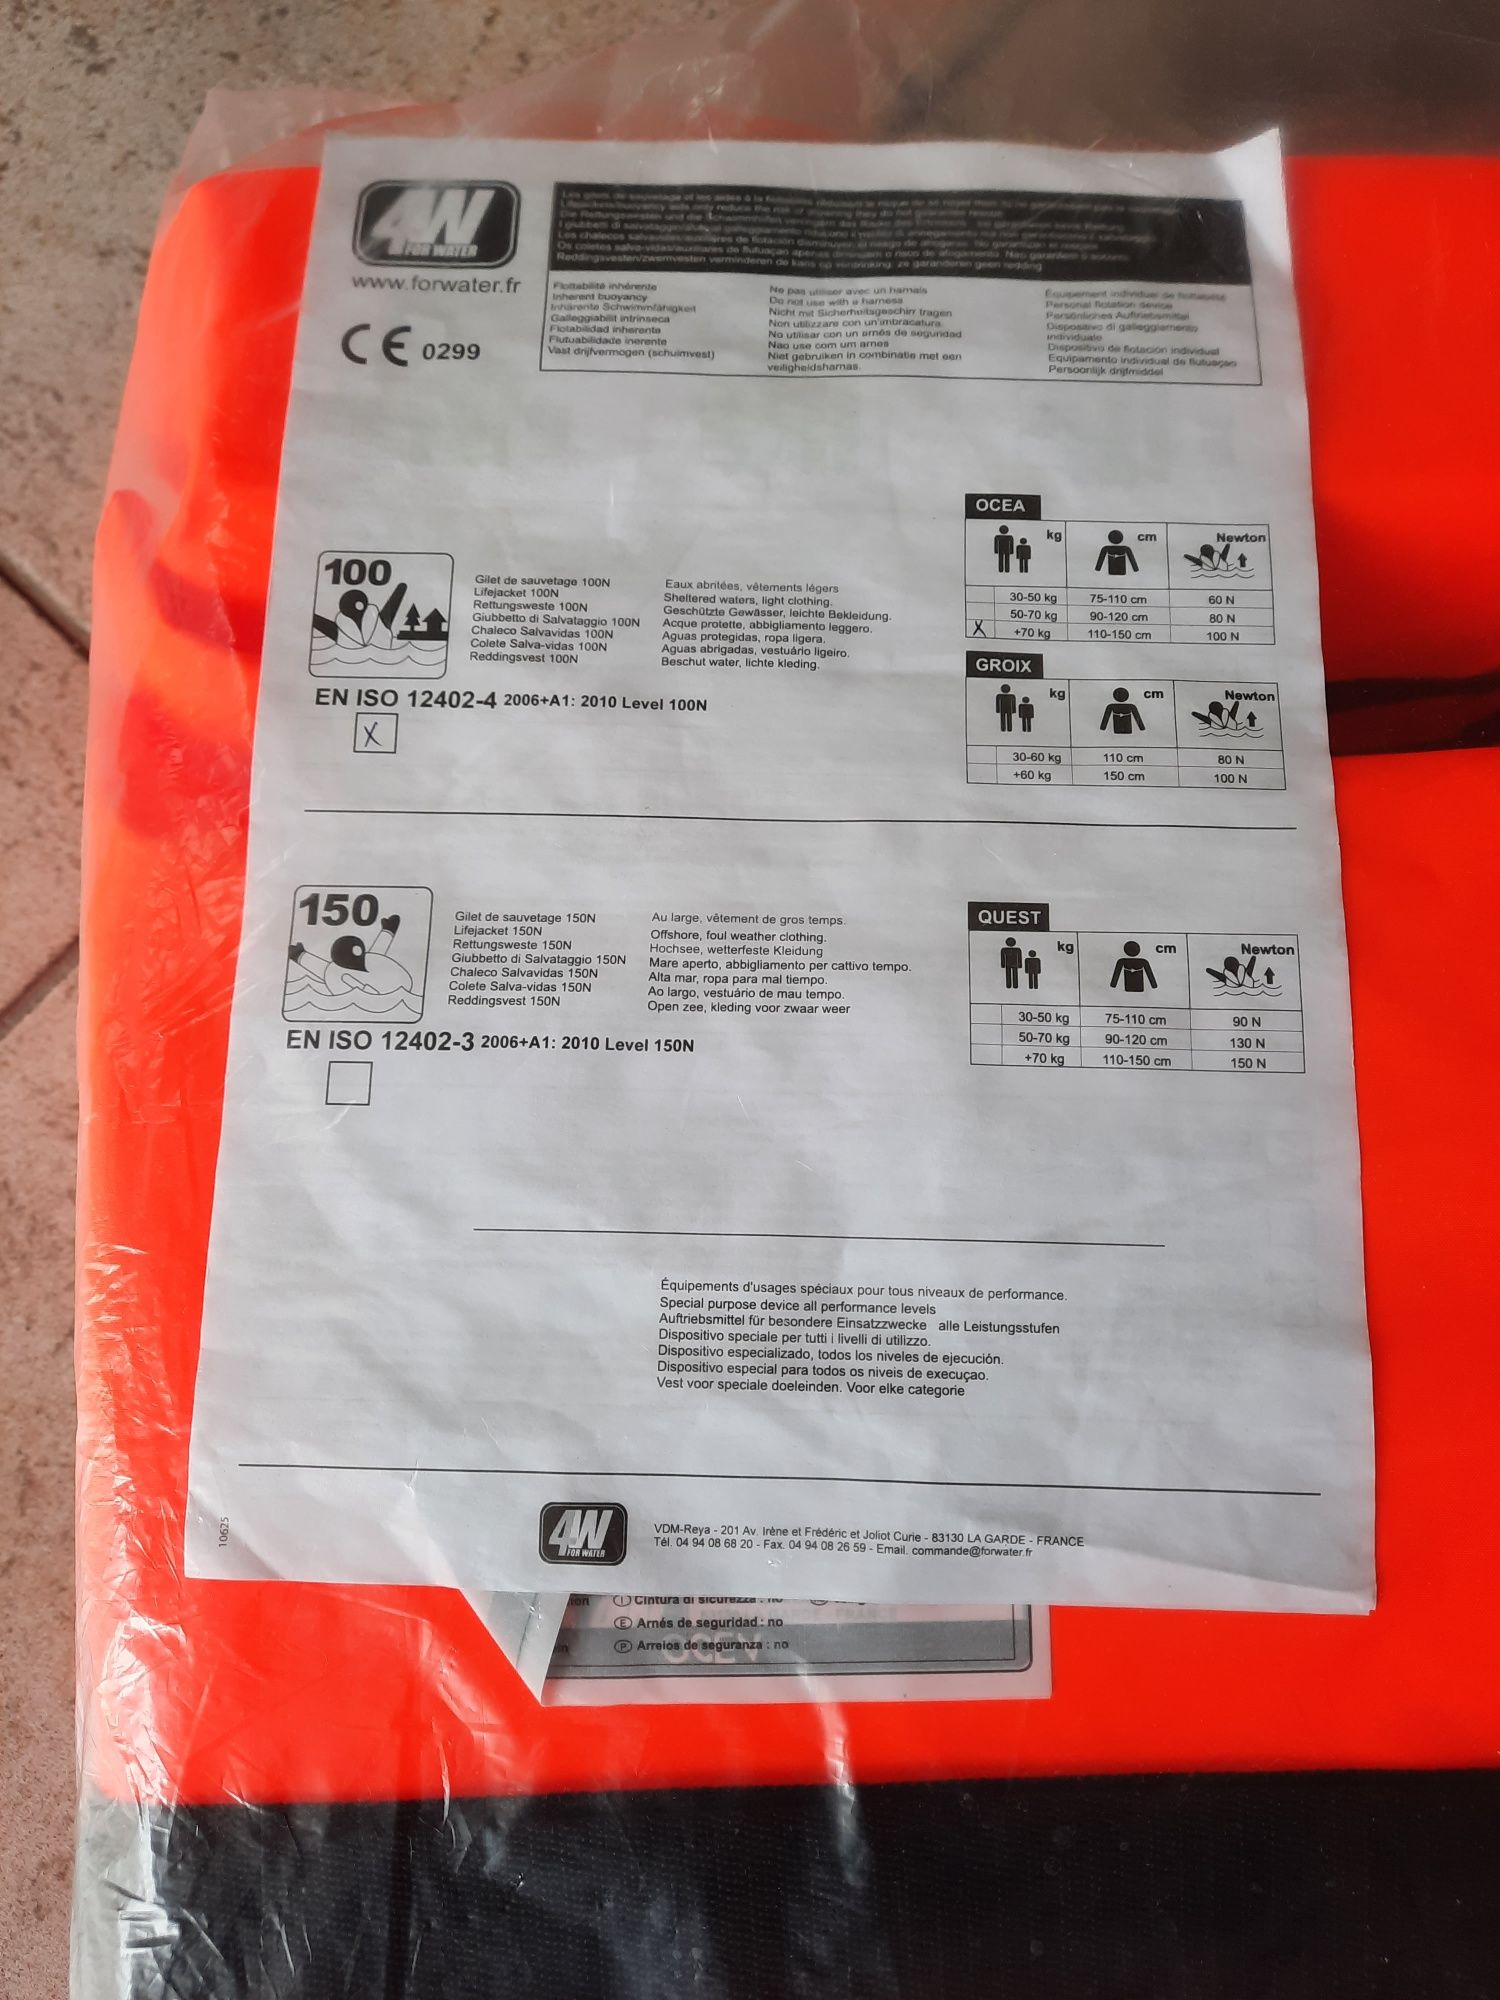 4W
FOR WATER
www.forwater.fr
CE 0299
Reddingsvesten/zwemvesten verminderen de kans op verdrinking, ze garanderen geen redding
Flottabilité inhérente
Inherent buoyancy
Inhärente Schwimmfähigkeit
Galleggiabilit intrinseca
Flotabilidad inherente
Flutuabilidade inerente
Vast drijfvermogen (schuimvest)
Ne pas utiliser avec un harnais
Do not use with a harness
Nicht mit Sicherheitsgeschirr tragen
Non utilizzare con un'imbracatura.
No utilisar con un arnés de seguridad
Nao use com um arnes
Niet gebruiken in combinatie met een
veiligheidsharnas.
Équipement individuel de flottabilité
Personal flotation device
Persönliches Auftriebsmittel
Dispositivo di galleggiamento
individuale
Dispositivo de flotación individual
Equipamento individual de flutuaçao
Persoonlijk drijfmiddel
100
Gilet de sauvetage 100N
Lifejacket 100N
Rettungsweste 100N
Giubbetto di Salvataggio 100N
Chaleco Salvavidas 100N
Colete Salva-vidas 100N
Reddingsvest 100N
Eaux abritées, vêtements légers
Sheltered waters, light clothing.
Geschützte Gewässer, leichte Bekleidung.
Acque protette, abbigliamento leggero.
Aguas protegidas, ropa ligera.
Aguas abrigadas, vestuário ligeiro.
Beschut water, lichte kleding.
EN ISO 12402-4 2006+A1: 2010 Level 100N
X
OCEA
kg cm Newton
30-50 kg 75-110 cm 60 N
50-70 kg 90-120 cm 80 N
X +70 kg 110-150 cm 100 N
GROIX
kg cm Newton
30-60 kg 110 cm 80 N
+60 kg 150 cm 100 N
150
Gilet de sauvetage 150N
Lifejacket 150N
Rettungsweste 150N
Giubbetto di Salvataggio 150N
Chaleco Salvavidas 150N
Colete Salva-vidas 150N
Reddingsvest 150N
Au large, vêtement de gros temps.
Offshore, foul weather clothing.
Hochsee, wetterfeste Kleidung
Mare aperto, abbigliamento per cattivo tempo.
Alta mar, ropa para mal tiempo.
Ao largo, vestuário de mau tempo.
Open zee, kleding voor zwaar weer
EN ISO 12402-3 2006+A1: 2010 Level 150N
QUEST
kg cm Newton
30-50 kg 75-110 cm 90 N
50-70 kg 90-120 cm 130 N
+70 kg 110-150 cm 150 N
Équipements d'usages spéciaux pour tous niveaux de performance.
Special purpose device all performance levels
Auftriebsmittel für besondere Einsatzzwecke alle Leistungsstufen
Dispositivo speciale per tutti i livelli di utilizzo.
Dispositivo especializado, todos los niveles de ejecución.
Dispositivo especial para todos os niveis de execuçao.
Vest voor speciale doeleinden. Voor elke categorie
10625
4W
FOR WATER
VDM-Reya - 201 Av. Irène et Frédéric et Joliot Curie - 83130 LA GARDE - FRANCE
Tél. 04 94 08 68 20 - Fax. 04 94 08 26 59 - Email. commande@forwater.fr
I Cintura di sicurezza : no
E Arnés de seguridad : no
P Arreios de seguranza : no